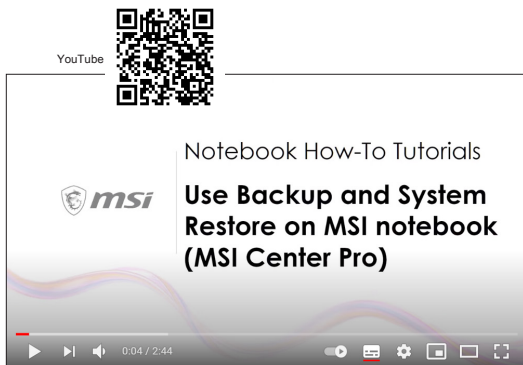 YouTube
Notebook How-To Tutorials
msi
Use Backup and System
Restore on MSI notebook
(MSI Center Pro)
0:04 / 2:44